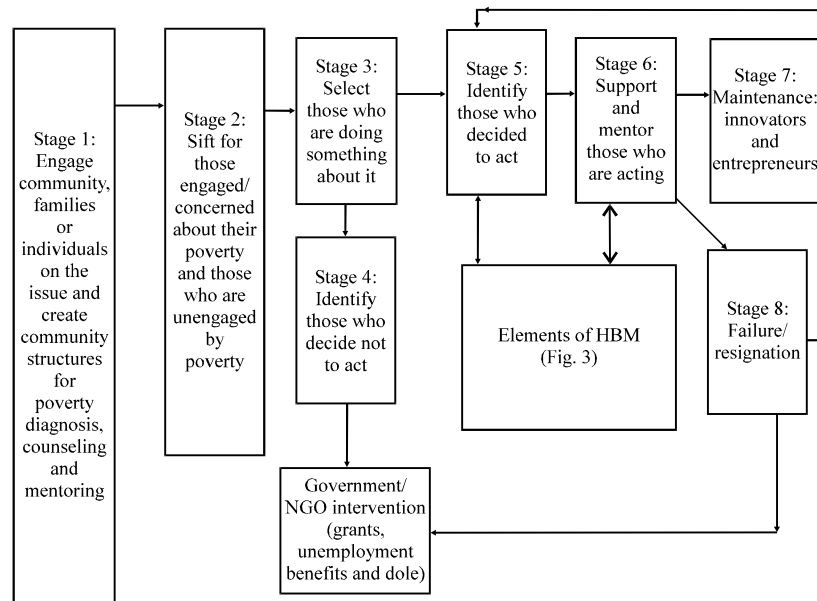 Stage 1:
Engage
community,
families
or
individuals
on the
issue and
create
community
structures
for
poverty
diagnosis,
counseling
and
mentoring
Stage 2:
Sift for
those
engaged/
concerned
about their
poverty
and those
who are
unengaged
by
poverty
Stage 3:
Select
those who
are doing
something
about it
Stage 4:
Identify
those who
decide not
to act
Government/
NGO intervention
(grants,
unemployment
benefits and dole)
Stage 5:
Identify
those who
decided
to act
Stage 6:
Support
and
mentor
those who
are acting
Elements of HBM
(Fig. 3)
Stage 7:
Maintenance:
innovators
and
entrepreneurs
Stage 8:
Failure/
resignation